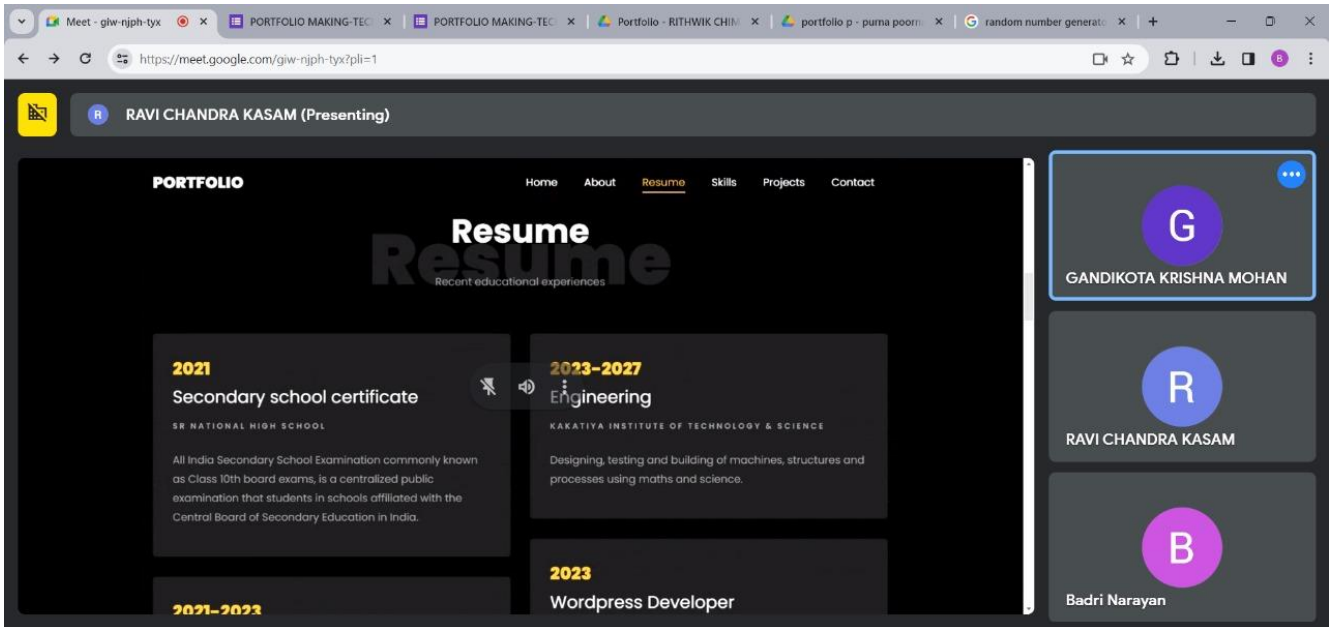 Meet - giw-njph-tyx
PORTFOLIO MAKING-TEC
PORTFOLIO MAKING-TEC
Portfolio - RITHWIK CHIM
portfolio p - purna poorn
random number generato
https://meet.google.com/giw-njph-tyx?pli=1
B
R
RAVI CHANDRA KASAM (Presenting)
PORTFOLIO
Home About Resume Skills Projects Contact
Resume
Resume
Recent educational experiences
2021
Secondary school certificate
SR NATIONAL HIGH SCHOOL
All India Secondary School Examination commonly known
as Class 10th board exams, is a centralized public
examination that students in schools affiliated with the
Central Board of Secondary Education in India.
2021-2023
2023-2027
Engineering
KAKATIYA INSTITUTE OF TECHNOLOGY & SCIENCE
Designing, testing and building of machines, structures and
processes using maths and science.
2023
Wordpress Developer
G
GANDIKOTA KRISHNA MOHAN
R
RAVI CHANDRA KASAM
B
Badri Narayan